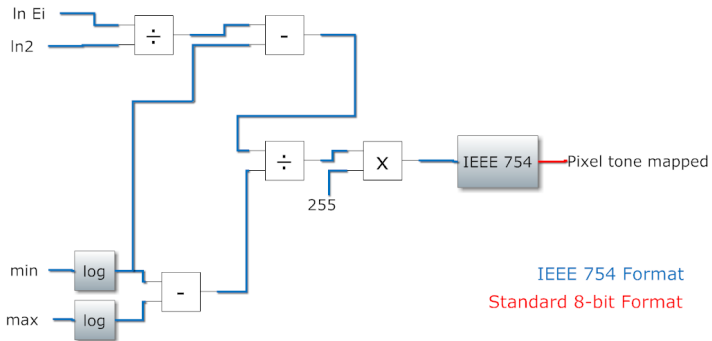 ln Ei
ln2
÷
-
÷
x
IEEE 754
Pixel tone mapped
255
min
log
-
max
log
IEEE 754 Format
Standard 8-bit Format